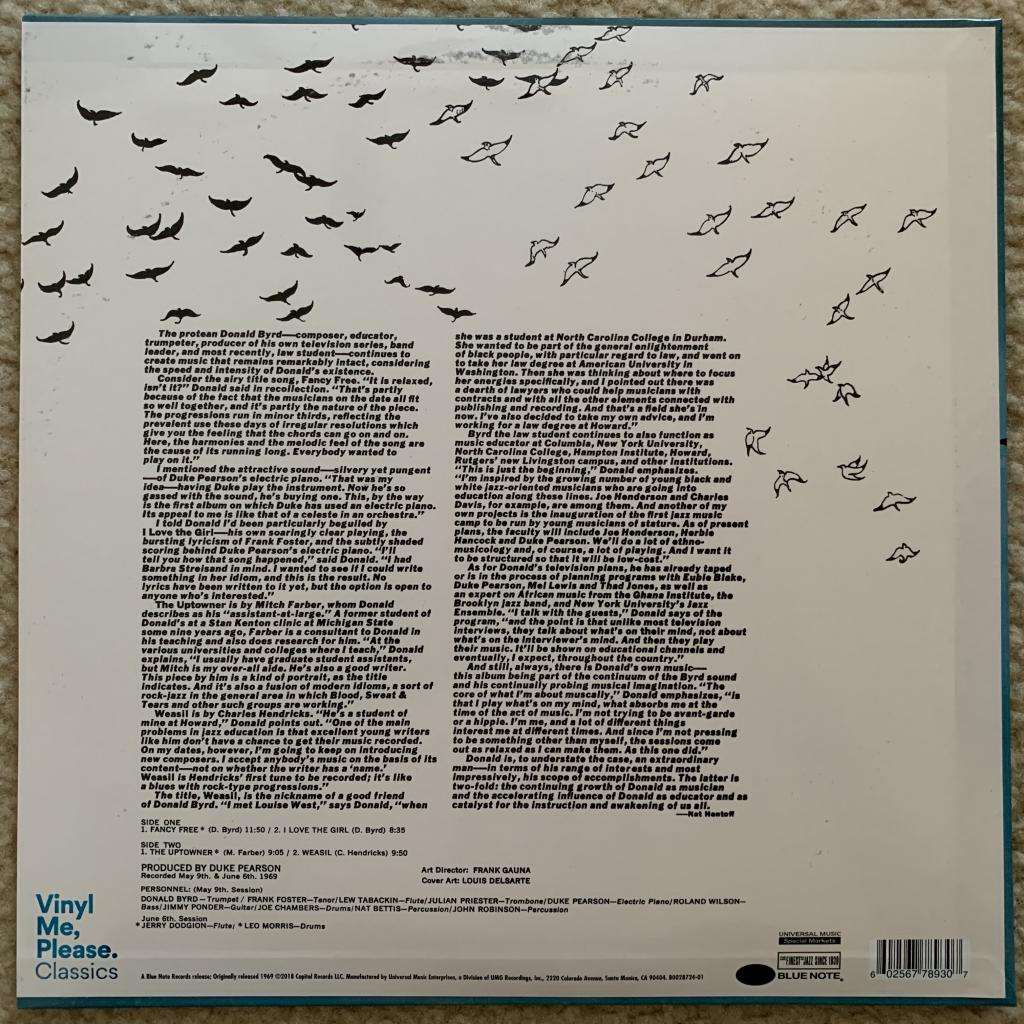 The protean Donald Byrd—composer, educator,
trumpeter, producer of his own television series, band
leader, and most recently, law student—continues to
create music that remains remarkably intact, considering
the speed and intensity of Donald's existence.
Consider the airy title song, Fancy Free. "It is relaxed,
isn't it?" Donald said in recollection. "That's partly
because of the fact that the musicians on the date all fit
so well together, and it's partly the nature of the piece.
The progressions run in minor thirds, reflecting the
prevalent use these days of irregular resolutions which
give you the feeling that the chords can go on and on.
Here, the harmonies and the melodic feel of the song are
the cause of its running long. Everybody wanted to
play on it."
I mentioned the attractive sound—silvery yet pungent
—of Duke Pearson's electric piano. "That was my
idea—having Duke play the instrument. Now he's so
gassed with the sound, he's buying one. This, by the way
is the first album on which Duke has used an electric piano.
Its appeal to me is like that of a celeste in an orchestra."
I told Donald I'd been particularly beguiled by
I Love the Girl—his own soaringly clear playing, the
bursting lyricism of Frank Foster, and the subtly shaded
scoring behind Duke Pearson's electric piano. "I'll
tell you how that song happened," said Donald. "I had
Barbra Streisand in mind. I wanted to see if I could write
something in her idiom, and this is the result. No
lyrics have been written to it yet, but the option is open to
anyone who's interested."
The Uptowner is by Mitch Farber, whom Donald
describes as his "assistant-at-large." A former student of
Donald's at a Stan Kenton clinic at Michigan State
some nine years ago, Farber is a consultant to Donald in
his teaching and also does research for him. "At the
various universities and colleges where I teach," Donald
explains, "I usually have graduate student assistants,
but Mitch is my over-all aide. He's also a good writer.
This piece by him is a kind of portrait, as the title
indicates. And it's also a fusion of modern idioms, a sort of
rock-jazz in the general area in which Blood, Sweat &
Tears and other such groups are working."
Weasil is by Charles Hendricks. "He's a student of
mine at Howard," Donald points out. "One of the main
problems in jazz education is that excellent young writers
like him don't have a chance to get their music recorded.
On my dates, however, I'm going to keep on introducing
new composers. I accept anybody's music on the basis of its
content—not on whether the writer has a 'name.'
Weasil is Hendricks' first tune to be recorded; it's like
a blues with rock-type progressions."
The title, Weasil, is the nickname of a good friend
of Donald Byrd. "I met Louise West," says Donald, "when
she was a student at North Carolina College in Durham.
She wanted to be part of the general enlightenment
of black people, with particular regard to law, and went on
to take her law degree at American University in
Washington. Then she was thinking about where to focus
her energies specifically, and I pointed out there was
a dearth of lawyers who could help musicians with
contracts and with all the other elements connected with
publishing and recording. And that's a field she's in
now. I've also decided to take my own advice, and I'm
working for a law degree at Howard."
Byrd the law student continues to also function as
music educator at Columbia, New York University,
North Carolina College, Hampton Institute, Howard,
Rutgers' new Livingston campus, and other institutions.
"This is just the beginning," Donald emphasizes.
"I'm inspired by the growing number of young black and
white jazz-oriented musicians who are going into
education along these lines. Joe Henderson and Charles
Davis, for example, are among them. And another of my
own projects is the inauguration of the first jazz music
camp to be run by young musicians of stature. As of present
plans, the faculty will include Joe Henderson, Herbie
Hancock and Duke Pearson. We'll do a lot of ethno-
musicology and, of course, a lot of playing. And I want it
to be structured so that it will be low-cost."
As for Donald's television plans, he has already taped
or is in the process of planning programs with Eubie Blake,
Duke Pearson, Mel Lewis and Thad Jones, as well as
an expert on African music from the Ghana Institute, the
Brooklyn jazz band, and New York University's Jazz
Ensemble. "I talk with the guests," Donald says of the
program, "and the point is that unlike most television
interviews, they talk about what's on their mind, not about
what's on the interviewer's mind. And then they play
their music. It'll be shown on educational channels and
eventually, I expect, throughout the country."
And still, always, there is Donald's own music—
this album being part of the continuum of the Byrd sound
and his continually probing musical imagination. "The
core of what I'm about muscally," Donald emphasizes, "is
that I play what's on my mind, what absorbs me at the
time of the act of music. I'm not trying to be avant-garde
or a hippie. I'm me, and a lot of different things
interest me at different times. And since I'm not pressing
to be something other than myself, the sessions come
out as relaxed as I can make them. As this one did."
Donald is, to understate the case, an extraordinary
man—in terms of his range of interests and most
impressively, his scope of accomplishments. The latter is
two-fold: the continuing growth of Donald as musician
and the accelerating influence of Donald as educator and as
catalyst for the instruction and awakening of us all.
—Nat Hentoff
SIDE ONE
1. FANCY FREE* (D. Byrd) 11:50 / 2. I LOVE THE GIRL (D. Byrd) 8:35
SIDE TWO
1. THE UPTOWNER* (M. Farber) 9:05 / 2. WEASIL (C. Hendricks) 9:50
PRODUCED BY DUKE PEARSON
Recorded May 9th. & June 6th. 1969
Art Director: FRANK GAUNA
Cover Art: LOUIS DELSARTE
PERSONNEL: (May 9th. Session)
DONALD BYRD—Trumpet / FRANK FOSTER—Tenor/LEW TABACKIN—Flute/JULIAN PRIESTER—Trombone/DUKE PEARSON—Electric Piano/ROLAND WILSON—
Bass/JIMMY PONDER—Guitar/JOE CHAMBERS—Drums/NAT BETTIS—Percussion/JOHN ROBINSON—Percussion
June 6th. Session
*JERRY DODGION—Flute/ *LEO MORRIS—Drums
Vinyl
Me,
Please.
Classics
A Blue Note Records release; Originally released 1969 ©2018 Capitol Records LLC. Manufactured by Universal Music Enterprises, a Division of UMG Recordings, Inc., 2220 Colorado Avenue, Santa Monica, CA 90404. B0028724-01
UNIVERSAL MUSIC
Special Markets
THE FINEST IN JAZZ SINCE 1939
BLUE NOTE
6 02567 78930 7